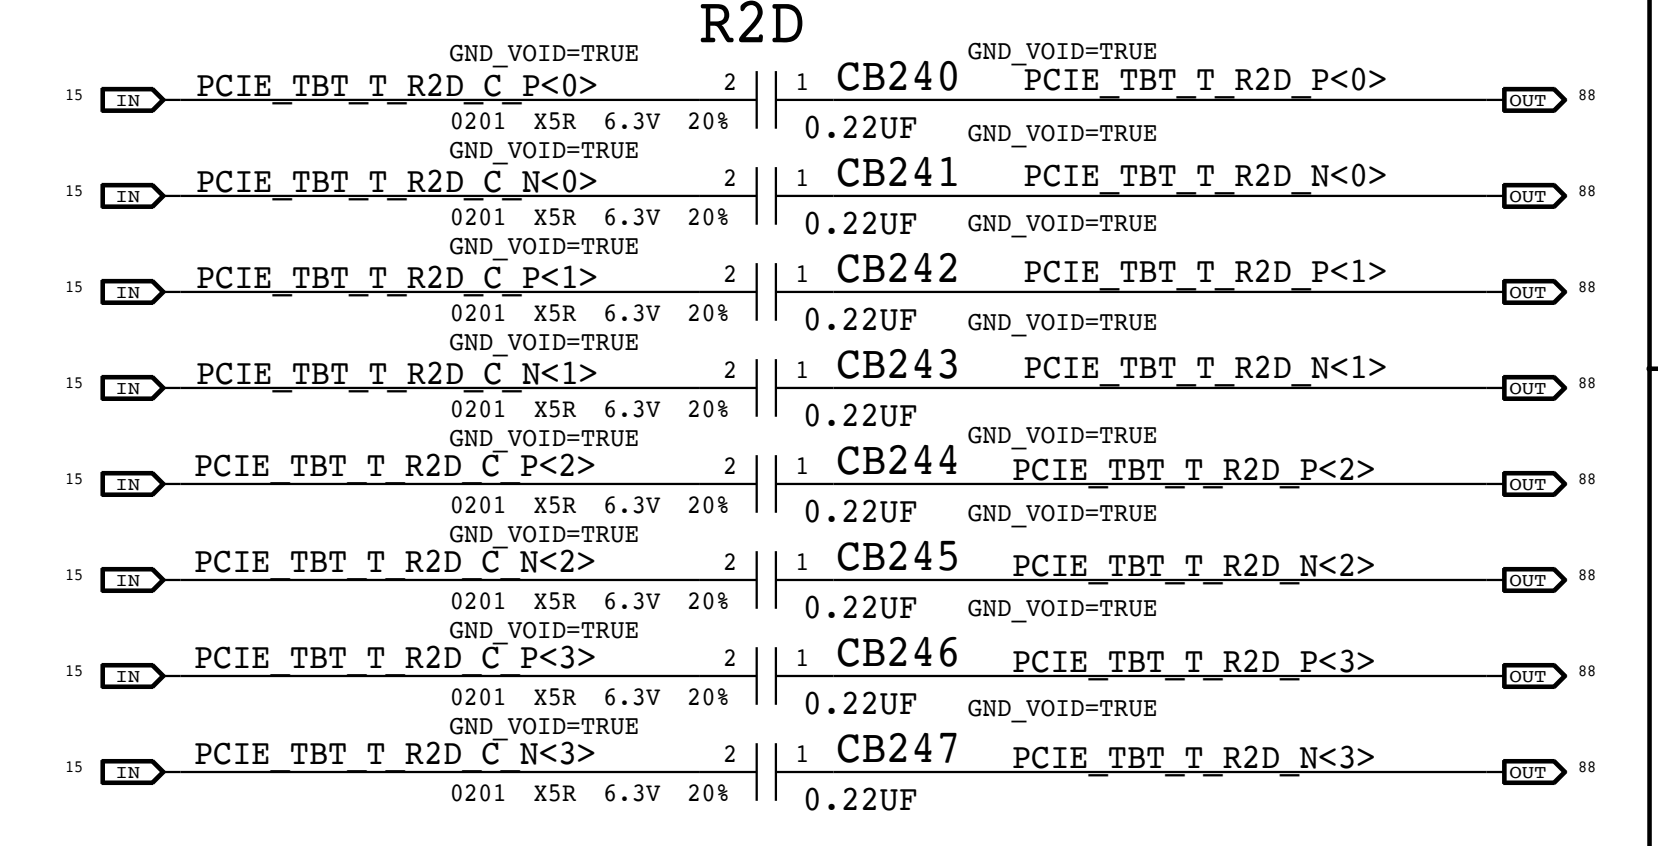 R2D
GND_VOID=TRUE GND_VOID=TRUE
15 IN PCIE_TBT_T_R2D_C_P<0> 2 1 CB240 PCIE_TBT_T_R2D_P<0> OUT 88
0201 X5R 6.3V 20% 0.22UF GND_VOID=TRUE
GND_VOID=TRUE
15 IN PCIE_TBT_T_R2D_C_N<0> 2 1 CB241 PCIE_TBT_T_R2D_N<0> OUT 88
0201 X5R 6.3V 20% 0.22UF GND_VOID=TRUE
GND_VOID=TRUE
15 IN PCIE_TBT_T_R2D_C_P<1> 2 1 CB242 PCIE_TBT_T_R2D_P<1> OUT 88
0201 X5R 6.3V 20% 0.22UF GND_VOID=TRUE
GND_VOID=TRUE
15 IN PCIE_TBT_T_R2D_C_N<1> 2 1 CB243 PCIE_TBT_T_R2D_N<1> OUT 88
0201 X5R 6.3V 20% 0.22UF
GND_VOID=TRUE GND_VOID=TRUE
15 IN PCIE_TBT_T_R2D_C_P<2> 2 1 CB244 PCIE_TBT_T_R2D_P<2> OUT 88
0201 X5R 6.3V 20% 0.22UF GND_VOID=TRUE
GND_VOID=TRUE
15 IN PCIE_TBT_T_R2D_C_N<2> 2 1 CB245 PCIE_TBT_T_R2D_N<2> OUT 88
0201 X5R 6.3V 20% 0.22UF GND_VOID=TRUE
GND_VOID=TRUE
15 IN PCIE_TBT_T_R2D_C_P<3> 2 1 CB246 PCIE_TBT_T_R2D_P<3> OUT 88
0201 X5R 6.3V 20% 0.22UF GND_VOID=TRUE
GND_VOID=TRUE
15 IN PCIE_TBT_T_R2D_C_N<3> 2 1 CB247 PCIE_TBT_T_R2D_N<3> OUT 88
0201 X5R 6.3V 20% 0.22UF